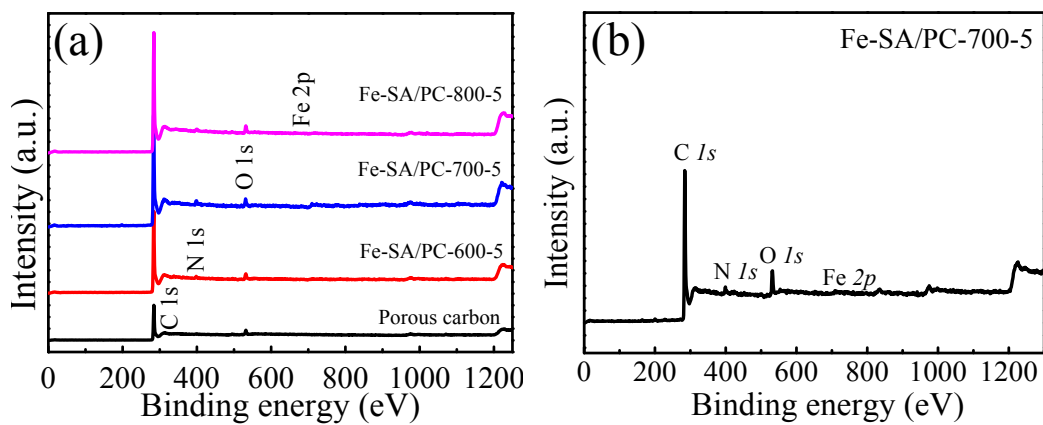 (a)
Fe-SA/PC-800-5
Fe 2p
Fe-SA/PC-700-5
O 1s
Fe-SA/PC-600-5
N 1s
C 1s
Porous carbon
Intensity (a.u.)
0 200 400 600 800 1000 1200
Binding energy (eV)
(b)
Fe-SA/PC-700-5
C 1s
N 1s
O 1s
Fe 2p
Intensity (a.u.)
0 200 400 600 800 1000 1200
Binding energy (eV)